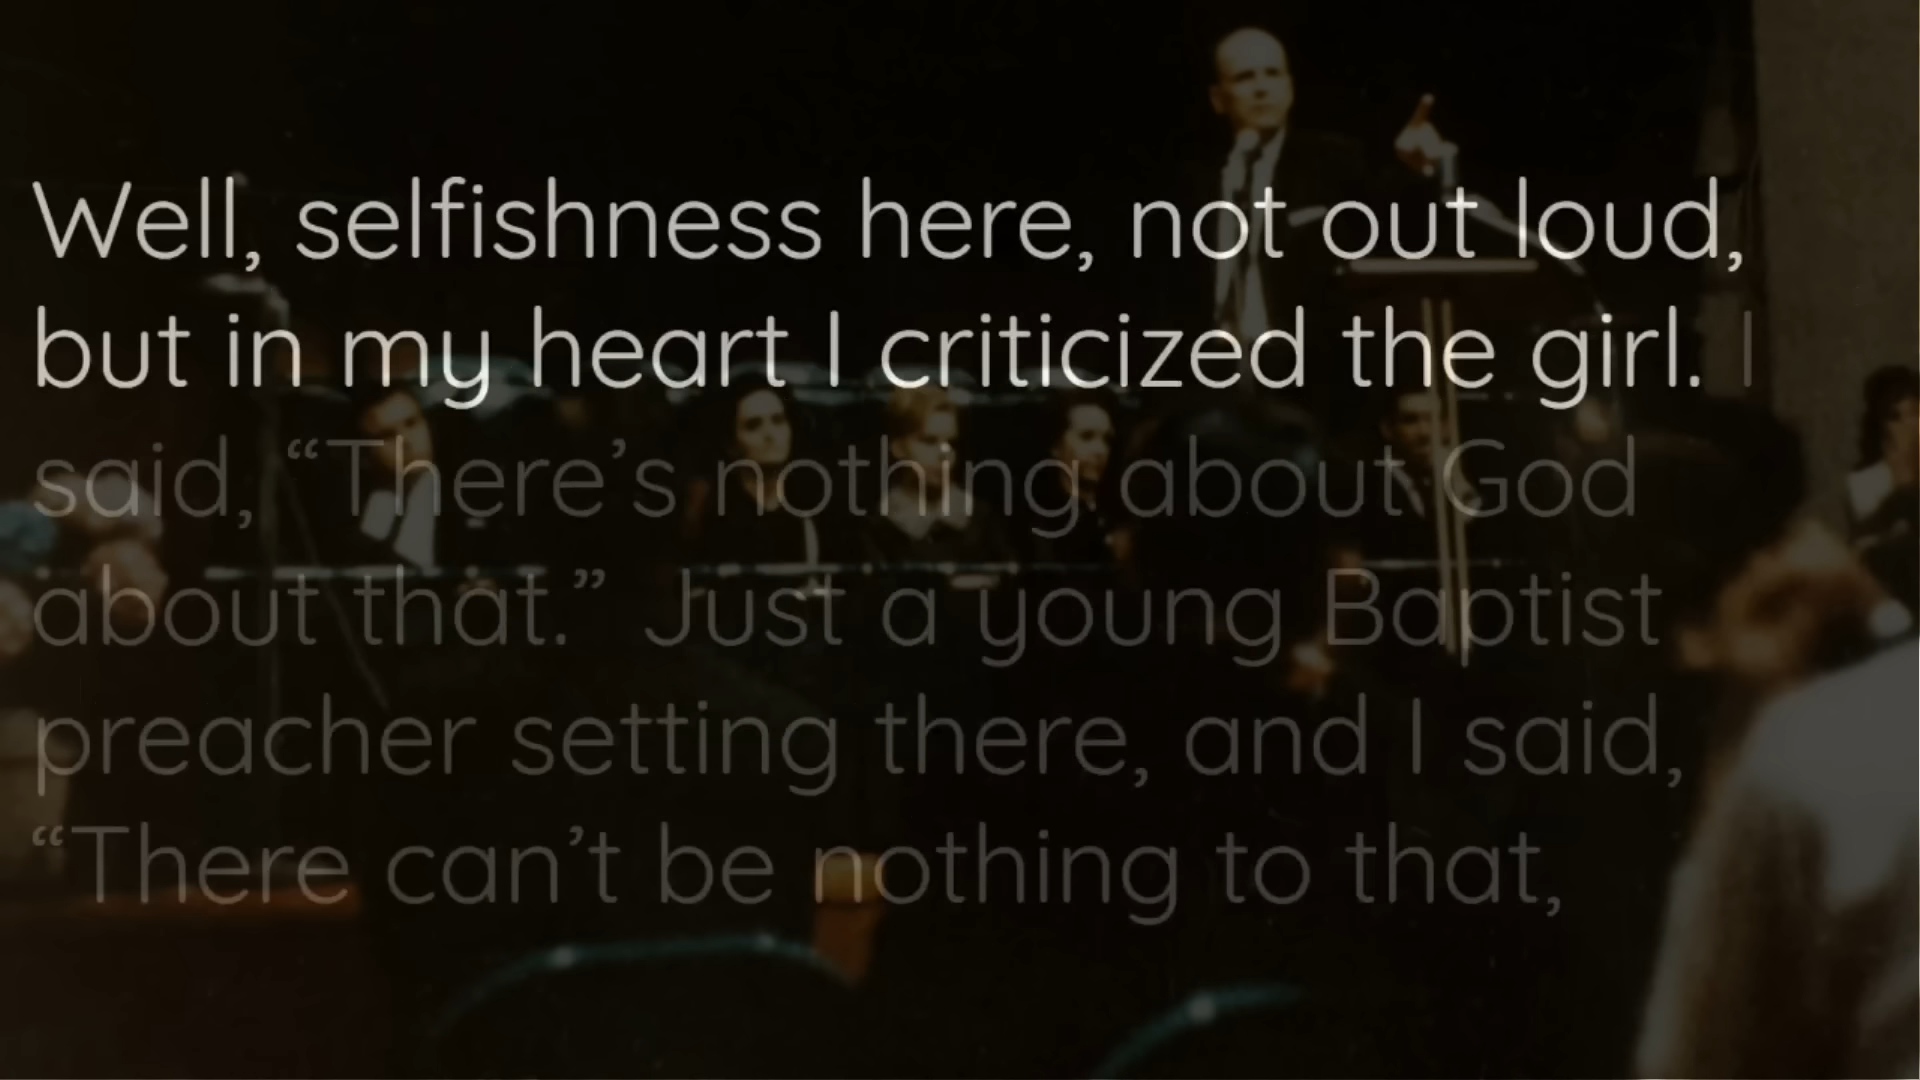 Well, selfishness here, not out loud,
but in my heart I criticized the girl. I
said, “There’s nothing about God
about that.” Just a young Baptist
preacher setting there, and I said,
“There can’t be nothing to that,